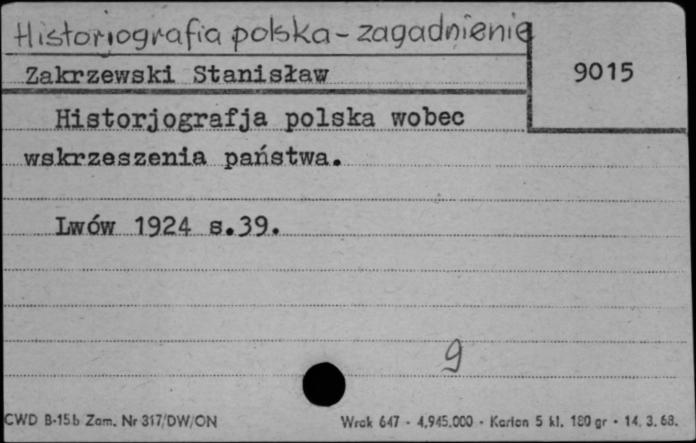 Historiografia polska - zagadnienie
Zakrzewski Stanisław
9015
Historjografja polska wobec
wskrzeszenia państwa.
Lwów 1924 s.39.
9
CWD B-15b Zam. Nr 317/DW/ON
Wrak 647 - 4.945.000 - Karton 5 kl. 180 gr - 14. 3. 68.